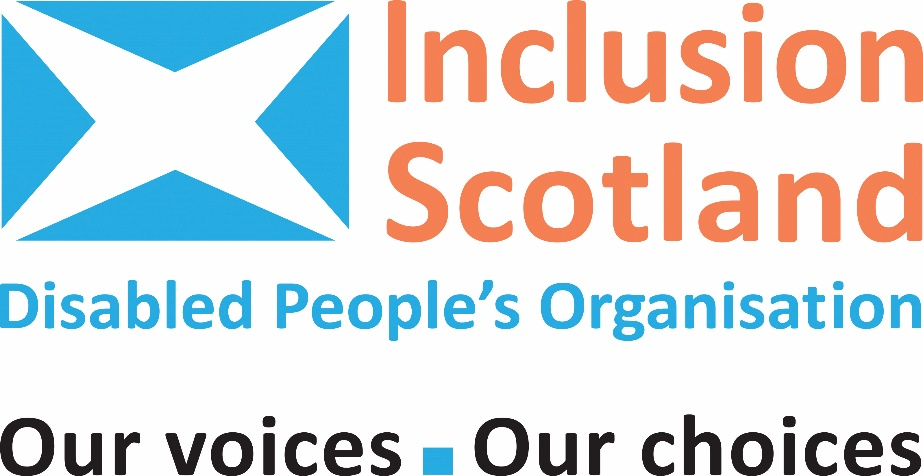 Inclusion
Scotland
Disabled People's Organisation
Our voices ▪ Our choices